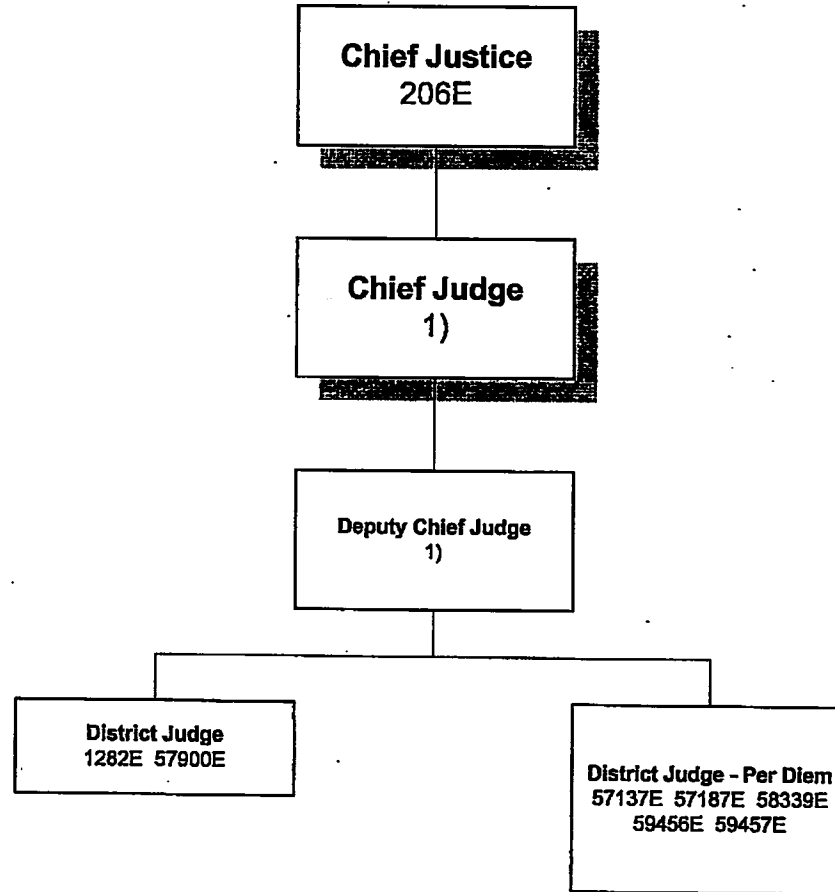 Chief Justice
206E
Chief Judge
1)
Deputy Chief Judge
1)
District Judge
1282E 57900E
District Judge - Per Diem
57137E 57187E 58339E
59456E 59457E